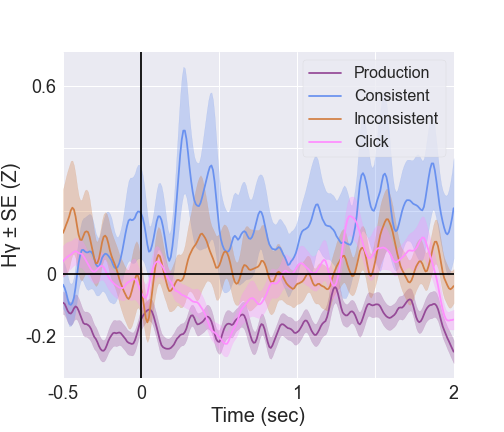 Production
Consistent
Inconsistent
Click
0.6
0
-0.2
Hγ ± SE (Z)
-0.5 0 1 2
Time (sec)